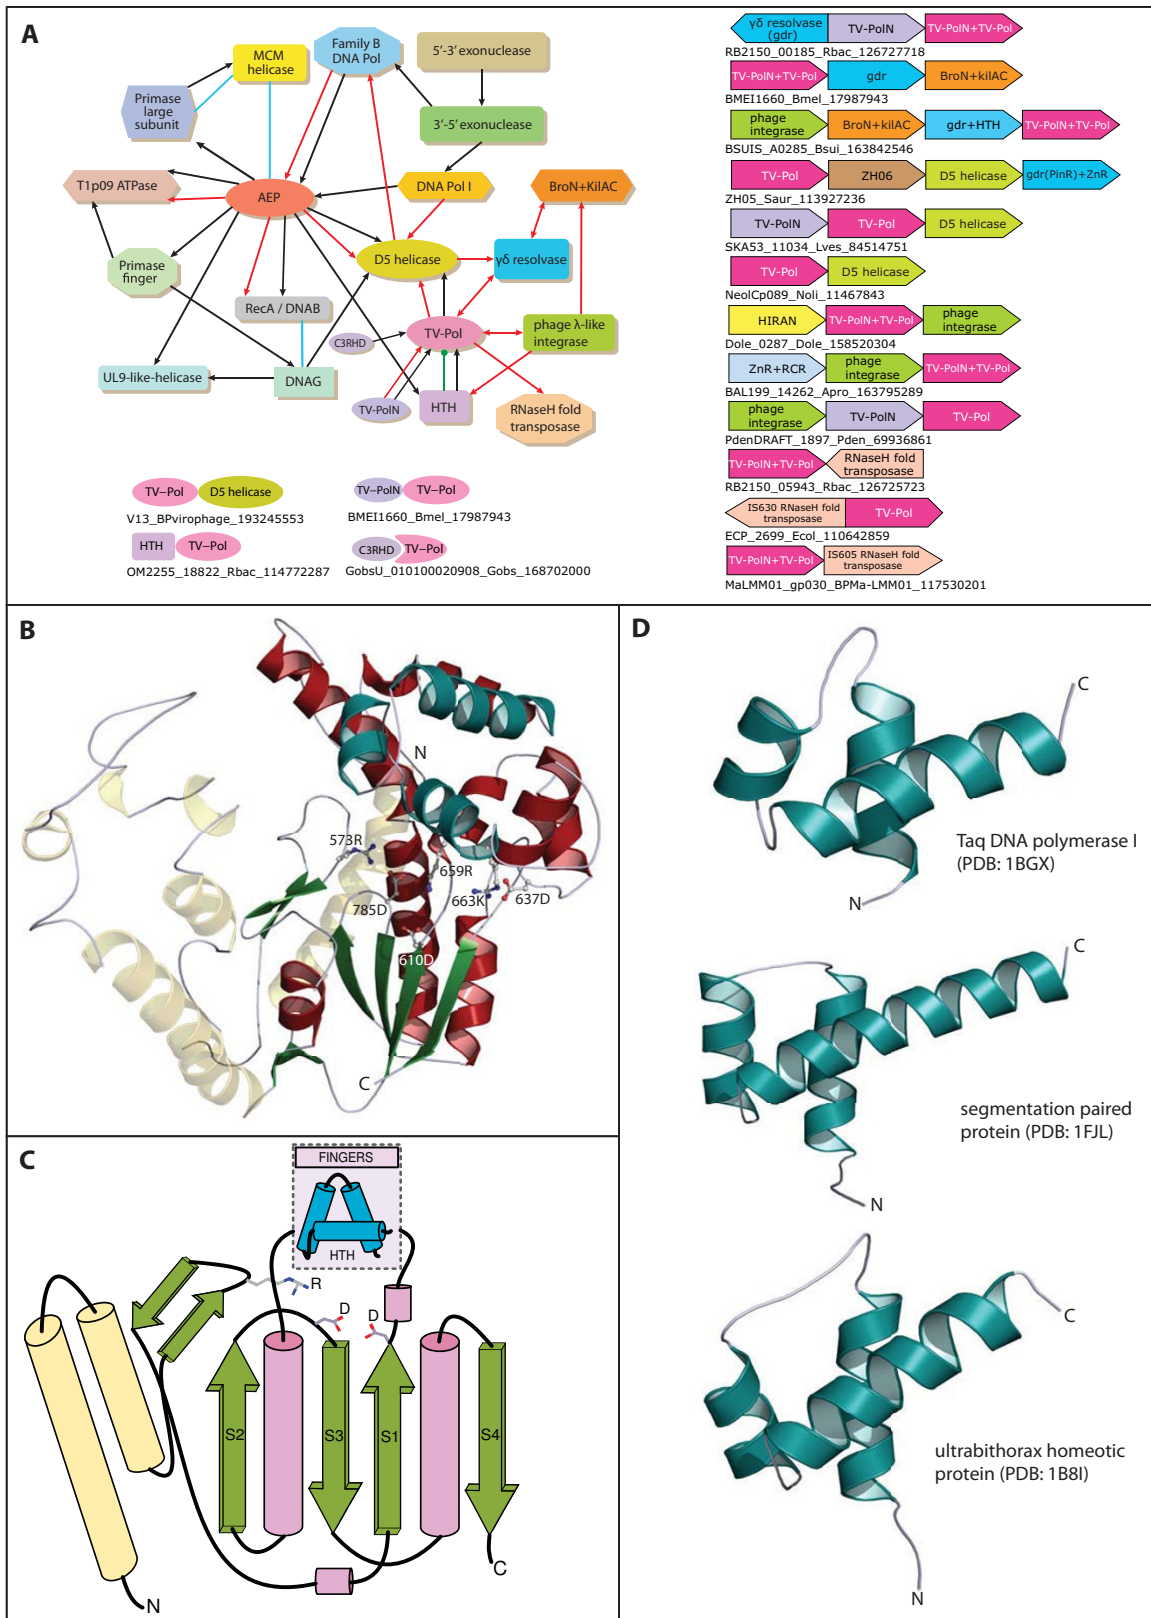 A
MCM
helicase
Family B
DNA Pol
5'-3' exonuclease
Primase
large
subunit
3'-5' exonuclease
T1p09 ATPase
AEP
DNA Pol I
BroN+KilAC
Primase
finger
D5 helicase
γδ resolvase
RecA / DNAB
C3RHD
TV-Pol
phage λ-like
integrase
UL9-like-helicase
DNAG
TV-PolN
HTH
RNaseH fold
transposase
TV–Pol
D5 helicase
V13_BPvirophage_193245553
TV-PolN
TV-Pol
BMEI1660_Bmel_17987943
HTH
TV-Pol
OM2255_18822_Rbac_114772287
C3RHD
TV-Pol
GobsU_010100020908_Gobs_168702000
γδ resolvase
(gdr)
TV-PolN
TV-PolN+TV-Pol
RB2150_00185_Rbac_126727718
TV-PolN+TV-Pol
gdr
BroN+kilAC
BMEI1660_Bmel_17987943
phage
integrase
BroN+kilAC
gdr+HTH
TV-PolN+TV-Pol
BSUIS_A0285_Bsui_163842546
TV-Pol
ZH06
D5 helicase
gdr(PinR)+ZnR
ZH05_Saur_113927236
TV-PolN
TV-Pol
D5 helicase
SKA53_11034_Lves_84514751
TV-Pol
D5 helicase
NeolCp089_Noli_11467843
HIRAN
TV-PolN+TV-Pol
phage
integrase
Dole_0287_Dole_158520304
ZnR+RCR
phage
integrase
TV-PolN+TV-Pol
BAL199_14262_Apro_163795289
phage
integrase
TV-PolN
TV-Pol
PdenDRAFT_1897_Pden_69936861
TV-PolN+TV-Pol
RNaseH fold
transposase
RB2150_05943_Rbac_126725723
IS630 RNaseH fold
transposase
TV-Pol
ECP_2699_Ecol_110642859
TV-PolN+TV-Pol
IS605 RNaseH fold
transposase
MaLMM01_gp030_BPMa-LMM01_117530201
B
N
573R
659R
785D
663K
637D
610D
C
C
FINGERS
HTH
R
D
D
S2
S3
S1
S4
C
N
D
C
Taq DNA polymerase I
(PDB: 1BGX)
N
C
segmentation paired
protein (PDB: 1FJL)
N
C
ultrabithorax homeotic
protein (PDB: 1B8I)
N